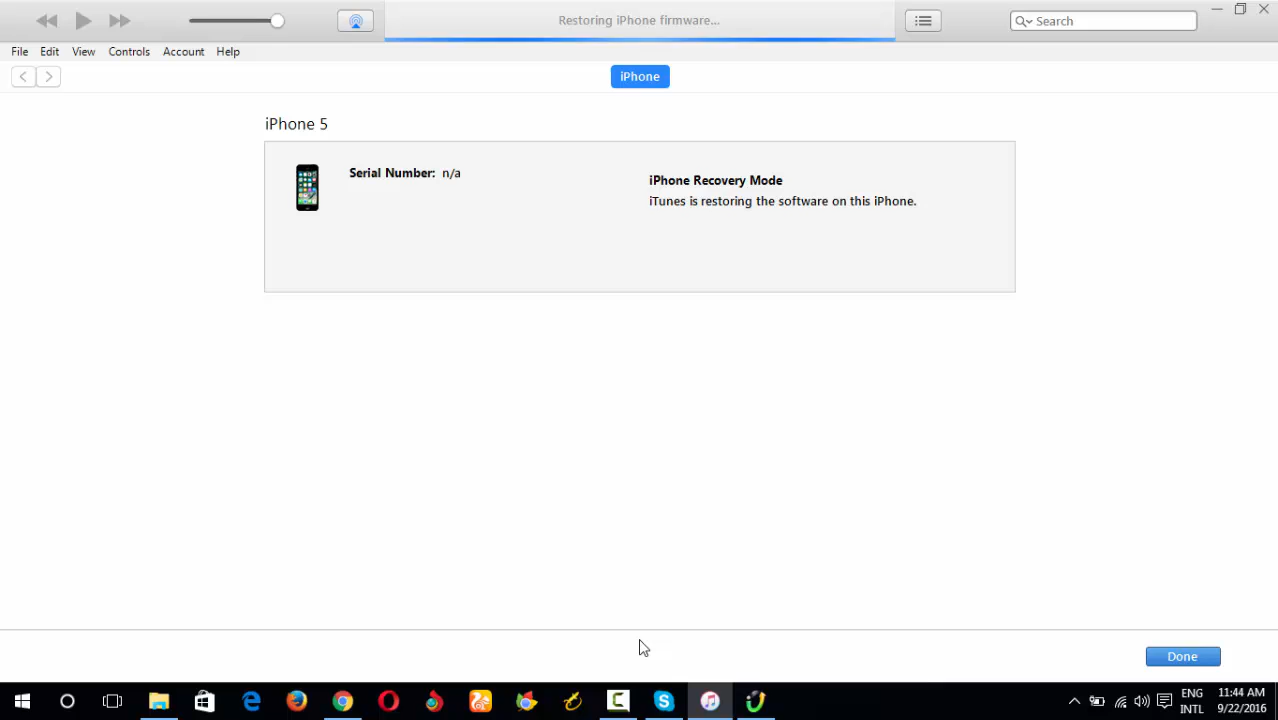 Restoring iPhone firmware...
Search
File Edit View Controls Account Help
iPhone
iPhone 5
Serial Number: n/a
iPhone Recovery Mode
iTunes is restoring the software on this iPhone.
Done
ENG
INTL
11:44 AM
9/22/2016